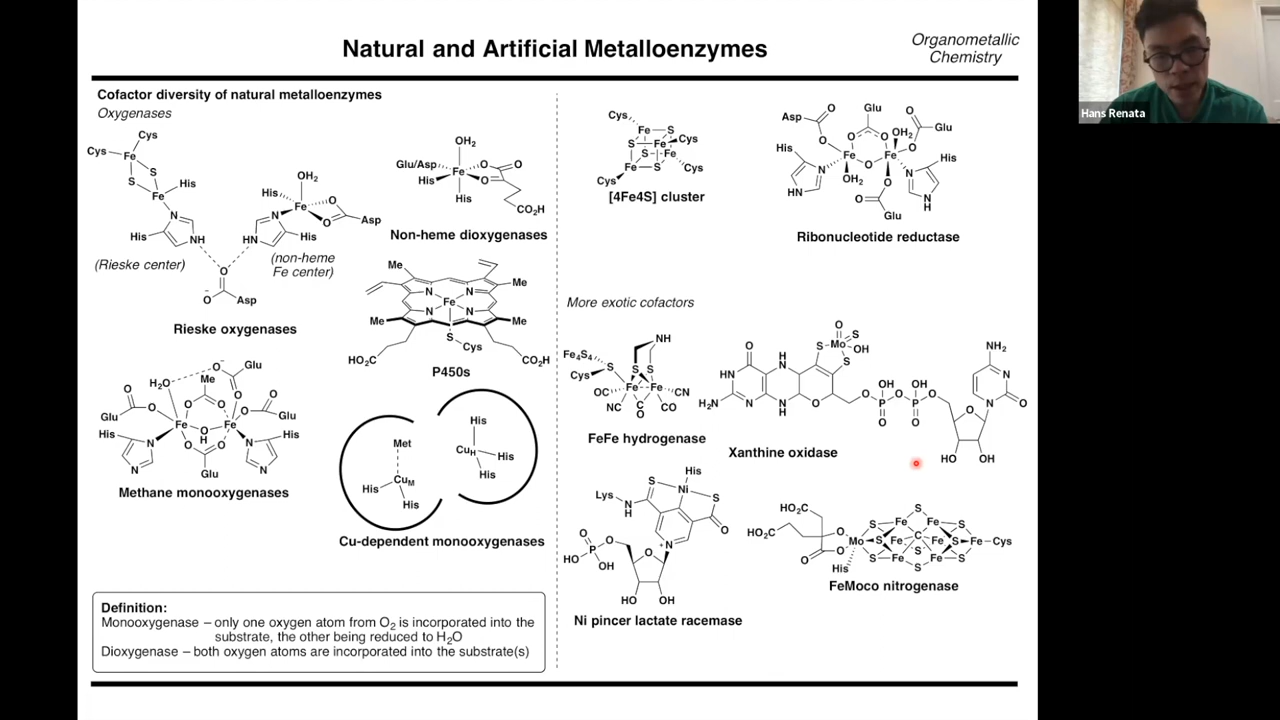 Natural and Artificial Metalloenzymes
Organometallic
Chemistry
Hans Renata
Cofactor diversity of natural metalloenzymes
Oxygenases
Cys
Cys
Fe
S
S
Fe
His
N
His
NH
(Rieske center)
OH2
His
Fe
O
O
Asp
N
HN
His
(non-heme
Fe center)
O
O
-
Asp
Rieske oxygenases
OH2
Glu/Asp
Fe
O
O
O
His
His
CO2H
Non-heme dioxygenases
Me
Me
N
N
Fe
N
N
Me
Me
S
Cys
HO2C
CO2H
P450s
H2O
O-
Glu
Me
O
O
O
O
O
O
Glu
O
O
Glu
Fe
Fe
O
H
His
N
N
His
O
O
N
N
Glu
Methane monooxygenases
Met
CuM
His
His
His
CuH
His
His
Cu-dependent monooxygenases
Definition:
Monooxygenase – only one oxygen atom from O2 is incorporated into the
substrate, the other being reduced to H2O
Dioxygenase – both oxygen atoms are incorporated into the substrate(s)
Cys
Fe
S
S
Fe
Cys
S
Fe
Fe
S
Cys
Cys
[4Fe4S] cluster
Asp
O
O
Glu
O
O
O
OH2
Glu
O
His
Fe
Fe
O
His
N
OH2
N
HN
O
O
N
H
Glu
Ribonucleotide reductase
More exotic cofactors
NH
Fe4S4
S
Cys
S
S
OC
Fe
Fe
CN
NC
C
O
CO
FeFe hydrogenase
O
S
Mo
OH
S
S
O
H
N
HN
H2N
N
N
H
O
O
OH
P
O
O
OH
P
O
O
NH2
N
N
O
O
HO
OH
Xanthine oxidase
His
S
Ni
S
Lys
N
H
O
N
+
O
P
O
HO
OH
O
HO
OH
Ni pincer lactate racemase
HO2C
HO2C
O
O
O
Mo
His
S
Fe
S
Fe
S
S
Fe
C
Fe
S
Fe
Cys
S
S
Fe
S
Fe
S
FeMoco nitrogenase